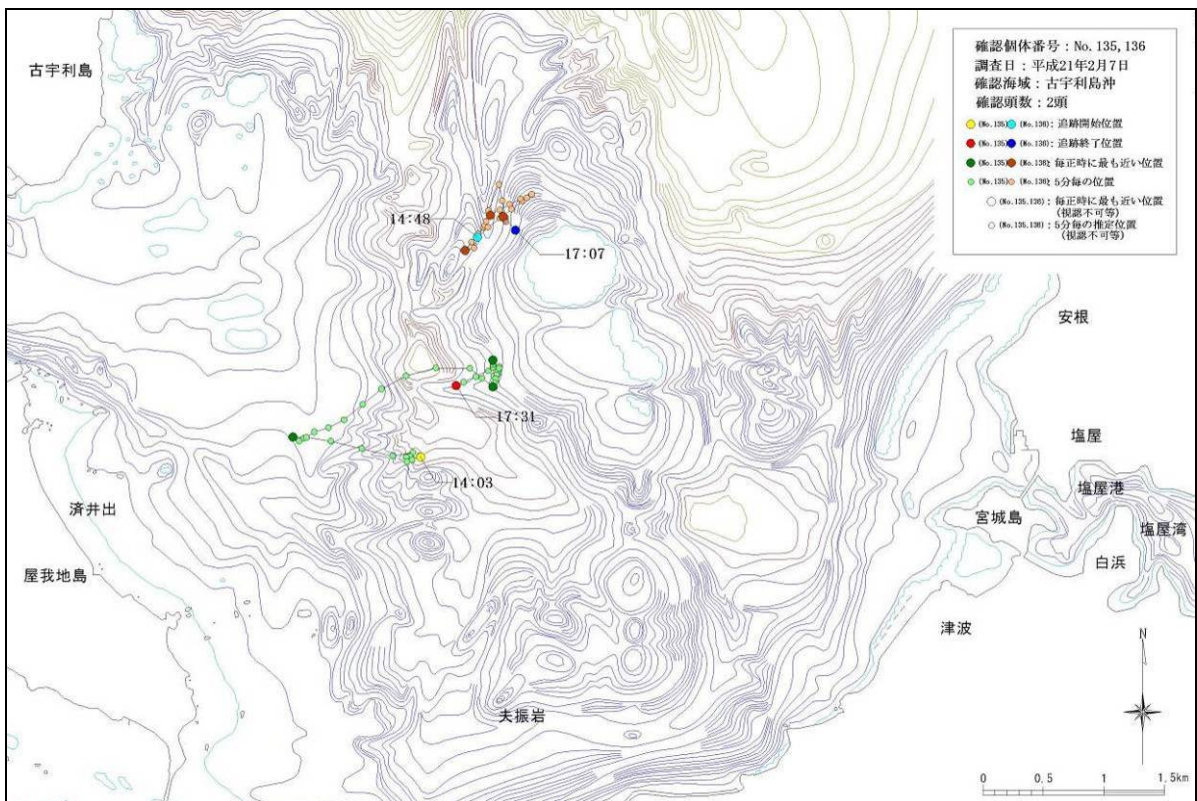 古宇利島
確認個体番号：No. 135, 136
調査日：平成21年2月7日
確認海域：古宇利島沖
確認頭数：2頭
(No.135) (No.136)：追跡開始位置
(No.135) (No.136)：追跡終了位置
(No.135) (No.136)：毎正時に最も近い位置
(No.135) (No.136)：5分毎の位置
(No.135.136)：毎正時に最も近い位置
(視認不可等)
(No.135.136)：5分毎の推定位置
(視認不可等)
14:48
17:07
安根
17:31
14:03
塩屋
塩屋港
宮城島
塩屋湾
済井出
白浜
屋我地島
津波
N
夫振岩
0 0.5 1 1.5km